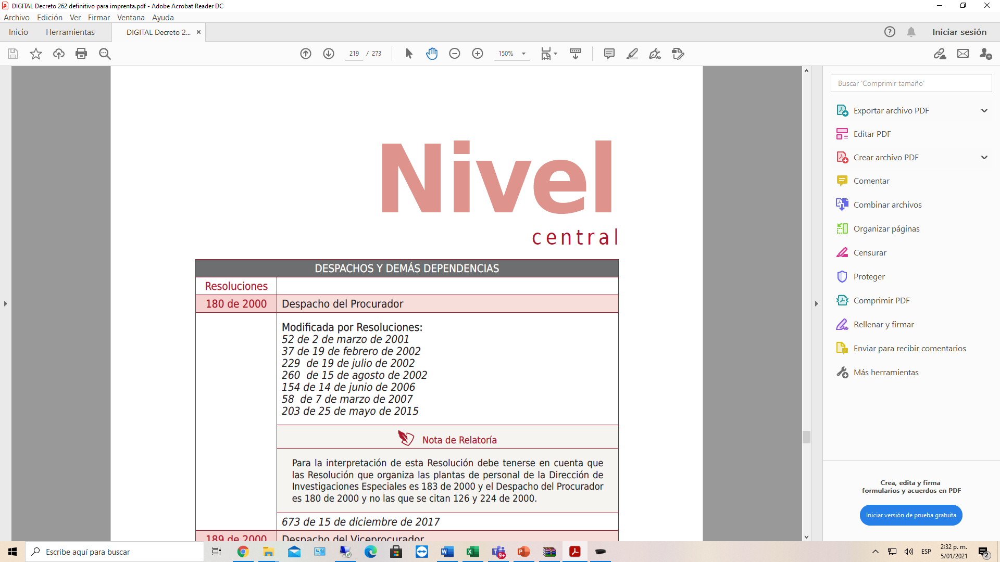 DIGITAL Decreto 262 definitivo para imprenta.pdf - Adobe Acrobat Reader DC
Archivo Edición Ver Firmar Ventana Ayuda
Inicio Herramientas DIGITAL Decreto 2... × Iniciar sesión
219 / 273 150%
Buscar 'Comprimir tamaño'
Exportar archivo PDF
Editar PDF
Crear archivo PDF
Comentar
Combinar archivos
Organizar páginas
Censurar
Proteger
Comprimir PDF
Rellenar y firmar
Enviar para recibir comentarios
Más herramientas
Crea, edita y firma
formularios y acuerdos en PDF
Iniciar versión de prueba gratuita
Nivel
central
DESPACHOS Y DEMÁS DEPENDENCIAS
Resoluciones
180 de 2000 Despacho del Procurador
Modificada por Resoluciones:
52 de 2 de marzo de 2001
37 de 19 de febrero de 2002
229 de 19 de julio de 2002
260 de 15 de agosto de 2002
154 de 14 de junio de 2006
58 de 7 de marzo de 2007
203 de 25 de mayo de 2015
Nota de Relatoría
Para la interpretación de esta Resolución debe tenerse en cuenta que
las Resolución que organiza las plantas de personal de la Dirección de
Investigaciones Especiales es 183 de 2000 y el Despacho del Procurador
es 180 de 2000 y no las que se citan 126 y 224 de 2000.
673 de 15 de diciembre de 2017
189 de 2000 Despacho del Viceprocurador
Escribe aquí para buscar
9+
ESP
2:32 p. m.
5/01/2021
2